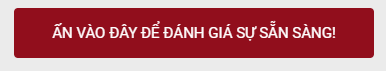 ẤN VÀO ĐÂY ĐỂ ĐÁNH GIÁ SỰ SẴN SÀNG!